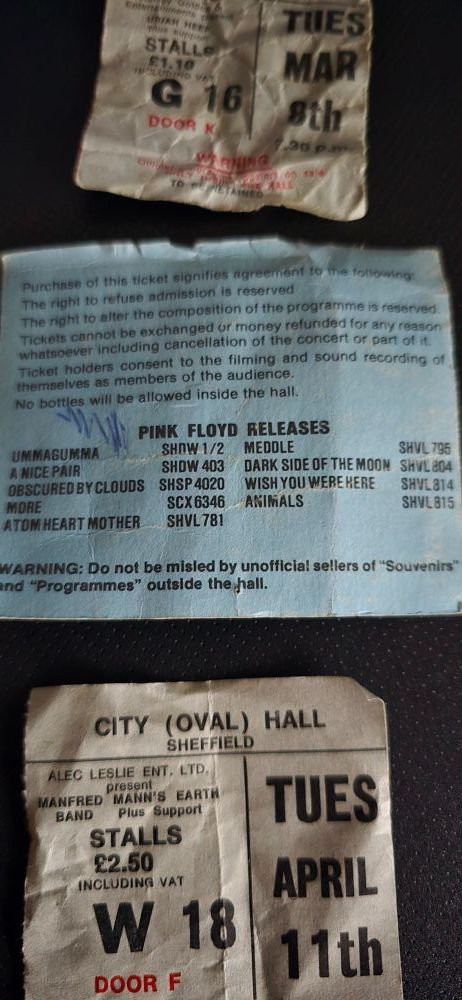 Entertainments present
URIAH HEEP
Plus Support
STALLS
£1.10
INCLUDING VAT
G 16
DOOR K
TUES
MAR
8th
7.30 p.m.
WARNING
TO BE RETAINED
Purchase of this ticket signifies agreement to the following:
The right to refuse admission is reserved
The right to alter the composition of the programme is reserved.
Tickets cannot be exchanged or money refunded for any reason
whatsoever including cancellation of the concert or part of it.
Ticket holders consent to the filming and sound recording of
themselves as members of the audience.
No bottles will be allowed inside the hall.
PINK FLOYD RELEASES
UMMAGUMMA SHDW 1/2 MEDDLE SHVL 795
A NICE PAIR SHDW 403 DARK SIDE OF THE MOON SHVL 804
OBSCURED BY CLOUDS SHSP 4020 WISH YOU WERE HERE SHVL 814
MORE SCX 6346 ANIMALS SHVL 815
ATOM HEART MOTHER SHVL 781
WARNING: Do not be misled by unofficial sellers of "Souvenirs"
and "Programmes" outside the hall.
CITY (OVAL) HALL
SHEFFIELD
ALEC LESLIE ENT. LTD.
present
MANFRED MANN'S EARTH
BAND Plus Support
STALLS
£2.50
INCLUDING VAT
W 18
DOOR F
TUES
APRIL
11th